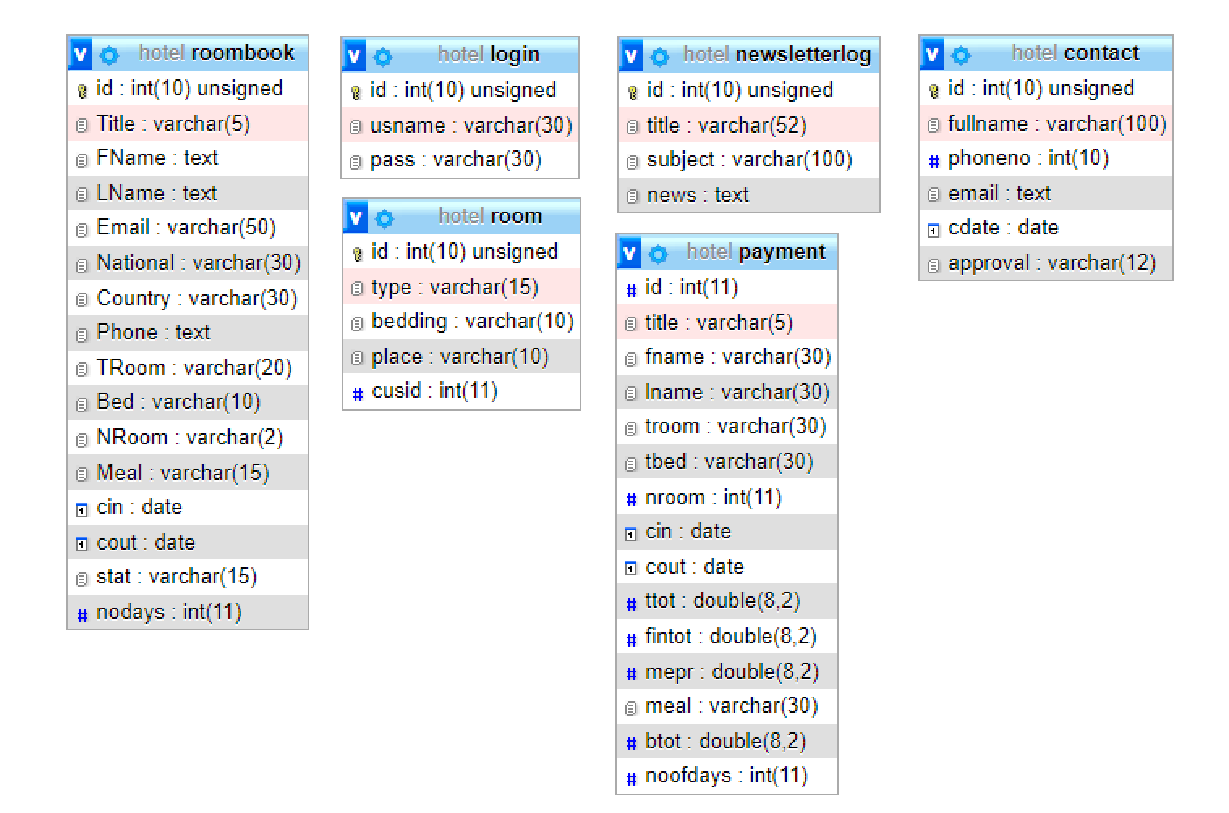 hotel roombook
id : int(10) unsigned
Title : varchar(5)
FName : text
LName : text
Email : varchar(50)
National : varchar(30)
Country : varchar(30)
Phone : text
TRoom : varchar(20)
Bed : varchar(10)
NRoom : varchar(2)
Meal : varchar(15)
cin : date
cout : date
stat : varchar(15)
nodays : int(11)
hotel login
id : int(10) unsigned
usname : varchar(30)
pass : varchar(30)
hotel room
id : int(10) unsigned
type : varchar(15)
bedding : varchar(10)
place : varchar(10)
cusid : int(11)
hotel newsletterlog
id : int(10) unsigned
title : varchar(52)
subject : varchar(100)
news : text
hotel payment
id : int(11)
title : varchar(5)
fname : varchar(30)
lname : varchar(30)
troom : varchar(30)
tbed : varchar(30)
nroom : int(11)
cin : date
cout : date
ttot : double(8,2)
fintot : double(8,2)
mepr : double(8,2)
meal : varchar(30)
btot : double(8,2)
noofdays : int(11)
hotel contact
id : int(10) unsigned
fullname : varchar(100)
phoneno : int(10)
email : text
cdate : date
approval : varchar(12)